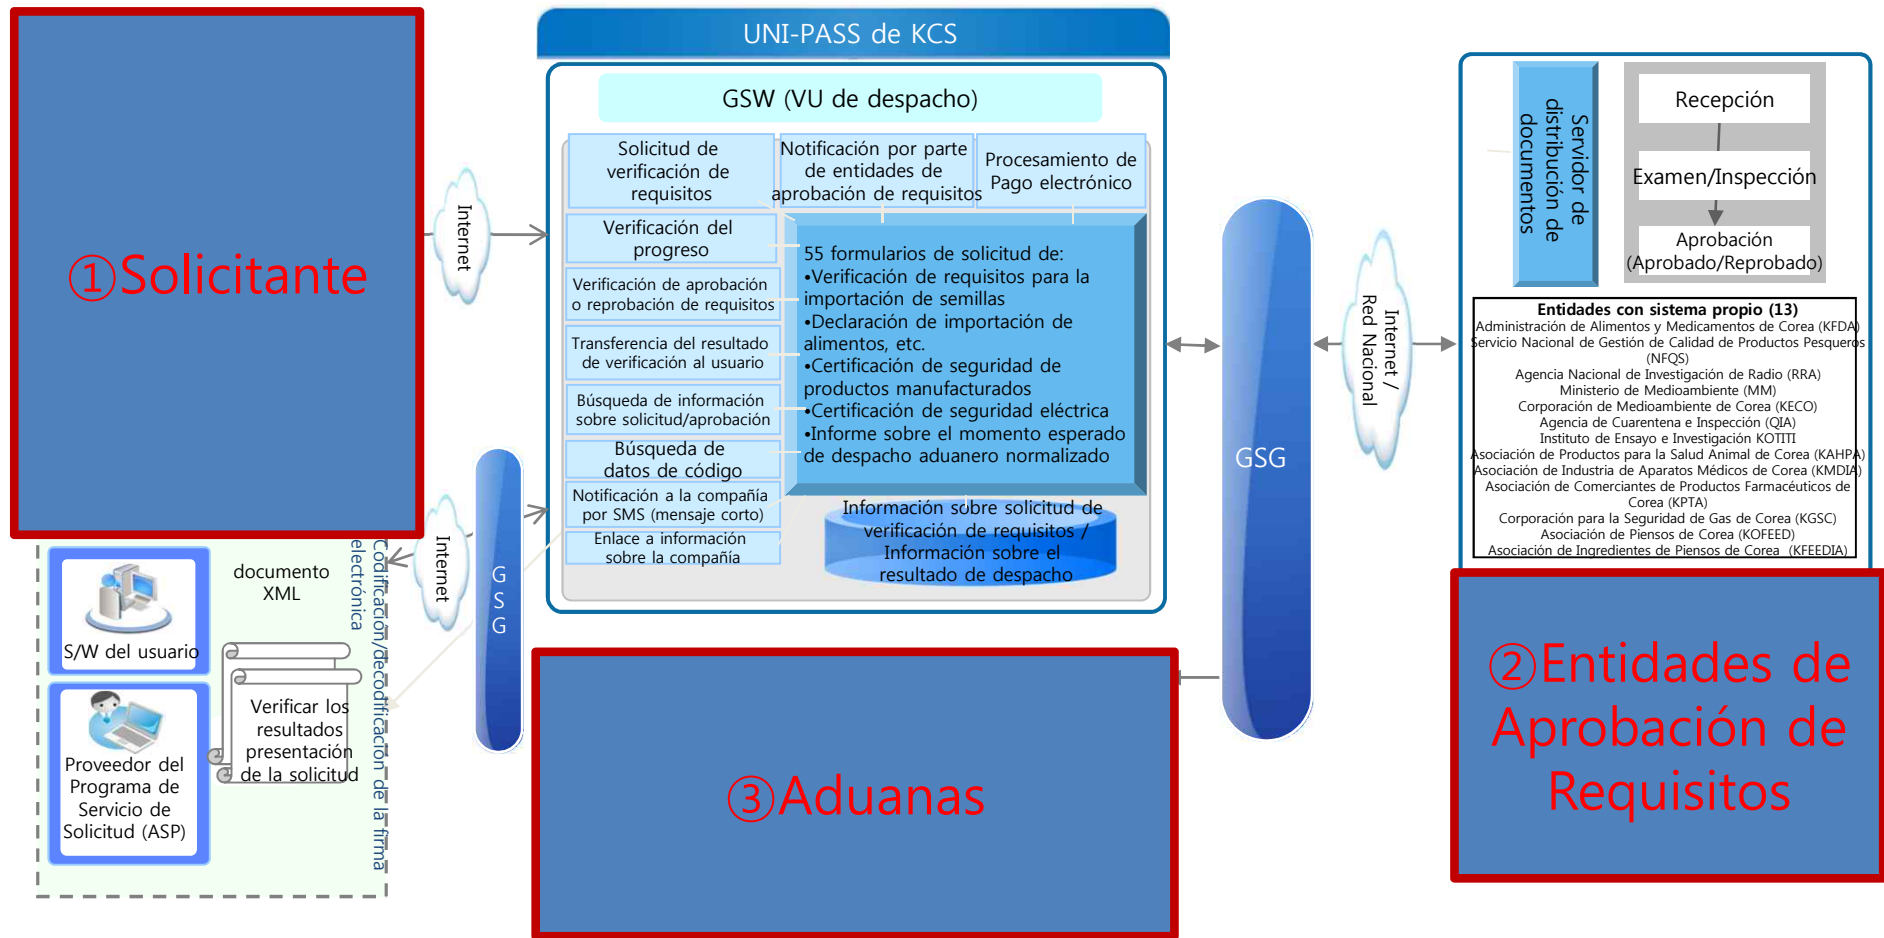 UNI-PASS de KCS
GSW (VU de despacho)
Solicitud de
verificación de
requisitos
Notificación por parte
de entidades de
aprobación de requisitos
Procesamiento de
Pago electrónico
Verificación del
progreso
Verificación de aprobación
o reprobación de requisitos
Transferencia del resultado
de verificación al usuario
Búsqueda de información
sobre solicitud/aprobación
Búsqueda de
datos de código
Notificación a la compañía
por SMS (mensaje corto)
Enlace a información
sobre la compañía
55 formularios de solicitud de:
•Verificación de requisitos para la
importación de semillas
•Declaración de importación de
alimentos, etc.
•Certificación de seguridad de
productos manufacturados
•Certificación de seguridad eléctrica
•Informe sobre el momento esperado
de despacho aduanero normalizado
Información sobre solicitud de
verificación de requisitos /
Información sobre el
resultado de despacho
①Solicitante
Internet
Internet
G
S
G
documento
XML
Codificación/decodificación de la firma
electrónica
S/W del usuario
Verificar los
resultados
presentación
de la solicitud
Proveedor del
Programa de
Servicio de
Solicitud (ASP)
③Aduanas
GSG
Internet /
Red Nacional
Servidor de
distribución de
documentos
Recepción
Examen/Inspección
Aprobación
(Aprobado/Reprobado)
Entidades con sistema propio (13)
Administración de Alimentos y Medicamentos de Corea (KFDA)
Servicio Nacional de Gestión de Calidad de Productos Pesqueros
(NFQS)
Agencia Nacional de Investigación de Radio (RRA)
Ministerio de Medioambiente (MM)
Corporación de Medioambiente de Corea (KECO)
Agencia de Cuarentena e Inspección (QIA)
Instituto de Ensayo e Investigación KOTITI
Asociación de Productos para la Salud Animal de Corea (KAHPA)
Asociación de Industria de Aparatos Médicos de Corea (KMDIA)
Asociación de Comerciantes de Productos Farmacéuticos de
Corea (KPTA)
Corporación para la Seguridad de Gas de Corea (KGSC)
Asociación de Piensos de Corea (KOFEED)
Asociación de Ingredientes de Piensos de Corea (KFEEDIA)
②Entidades de
Aprobación de
Requisitos